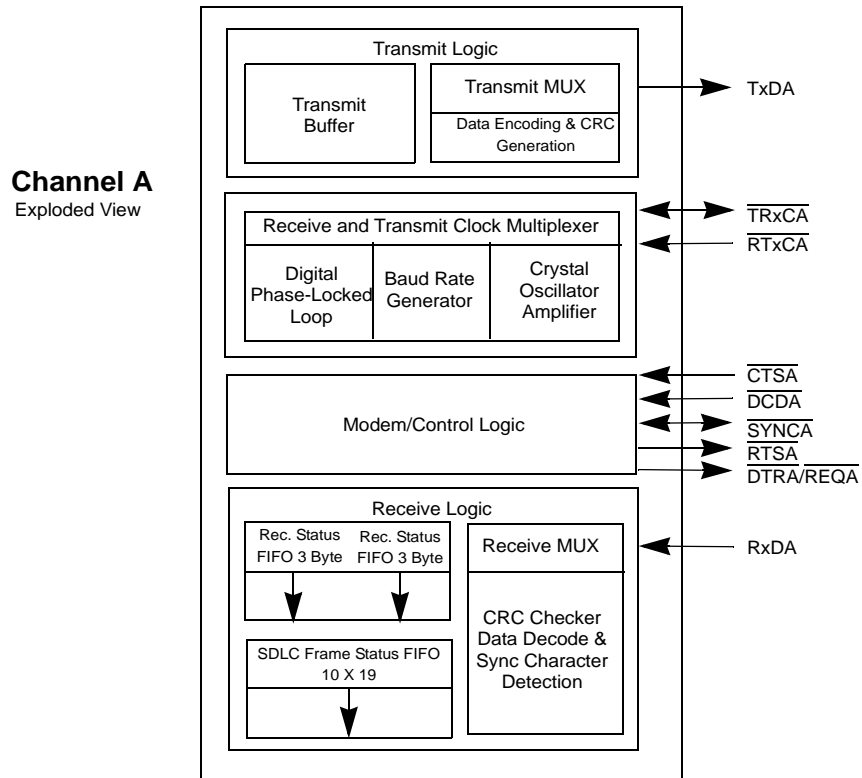 Transmit Logic
Transmit
Buffer
Transmit MUX
Data Encoding & CRC
Generation
TxDA
Channel A
Exploded View
Receive and Transmit Clock Multiplexer
Digital
Phase-Locked
Loop
Baud Rate
Generator
Crystal
Oscillator
Amplifier
TRxCA
RTxCA
Modem/Control Logic
CTSA
DCDA
SYNCA
RTSA
DTRA/REQA
Receive Logic
Rec. Status
FIFO 3 Byte
Rec. Status
FIFO 3 Byte
Receive MUX
RxDA
CRC Checker
Data Decode &
Sync Character
Detection
SDLC Frame Status FIFO
10 X 19